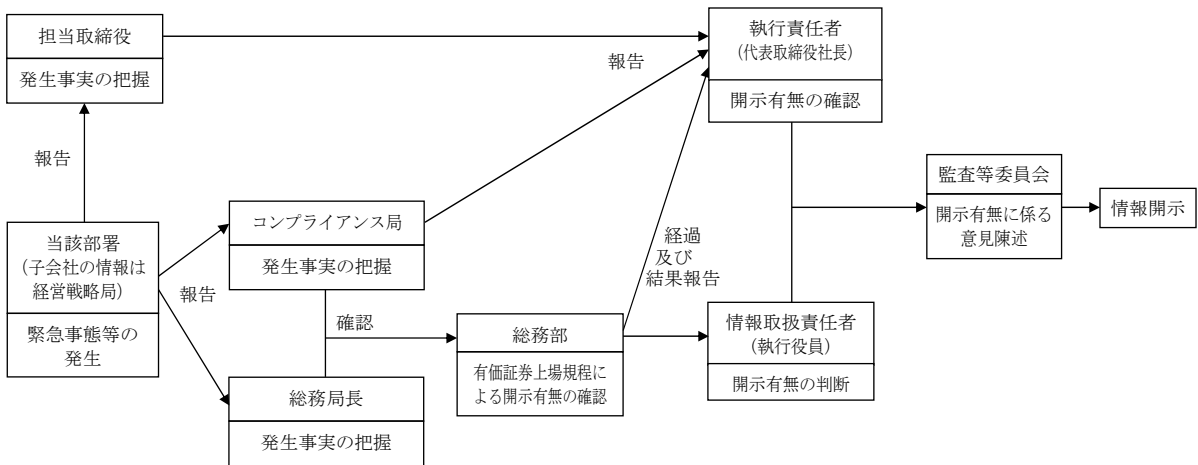 担当取締役
発生事実の把握
執行責任者
（代表取締役社長）
開示有無の確認
報告
報告
監査等委員会
開示有無に係る
意見陳述
情報開示
当該部署
（子会社の情報は
経営戦略局）
緊急事態等の
発生
コンプライアンス局
発生事実の把握
報告
経過
及び
結果報告
確認
総務部
有価証券上場規程に
よる開示有無の確認
情報取扱責任者
（執行役員）
開示有無の判断
総務局長
発生事実の把握